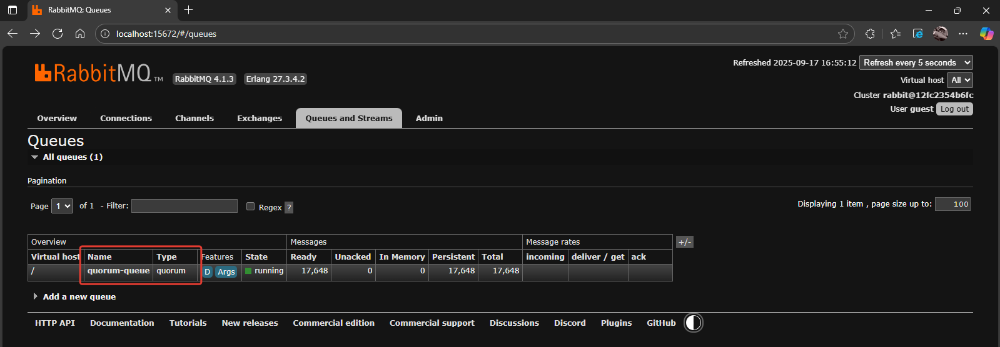 RabbitMQ: Queues
localhost:15672/#/queues
RabbitMQ TM RabbitMQ 4.1.3 Erlang 27.3.4.2
Refreshed 2025-09-17 16:55:12 Refresh every 5 seconds
Virtual host All
Cluster rabbit@12fc2354b6fc
User guest Log out
Overview Connections Channels Exchanges Queues and Streams Admin
Queues
All queues (1)
Pagination
Page 1 of 1 - Filter: Regex ? Displaying 1 item , page size up to: 100
Overview Messages Message rates +/-
Virtual host Name Type Features State Ready Unacked In Memory Persistent Total incoming deliver / get ack
/ quorum-queue quorum D Args running 17,648 0 0 17,648 17,648
Add a new queue
HTTP API Documentation Tutorials New releases Commercial edition Commercial support Discussions Discord Plugins GitHub